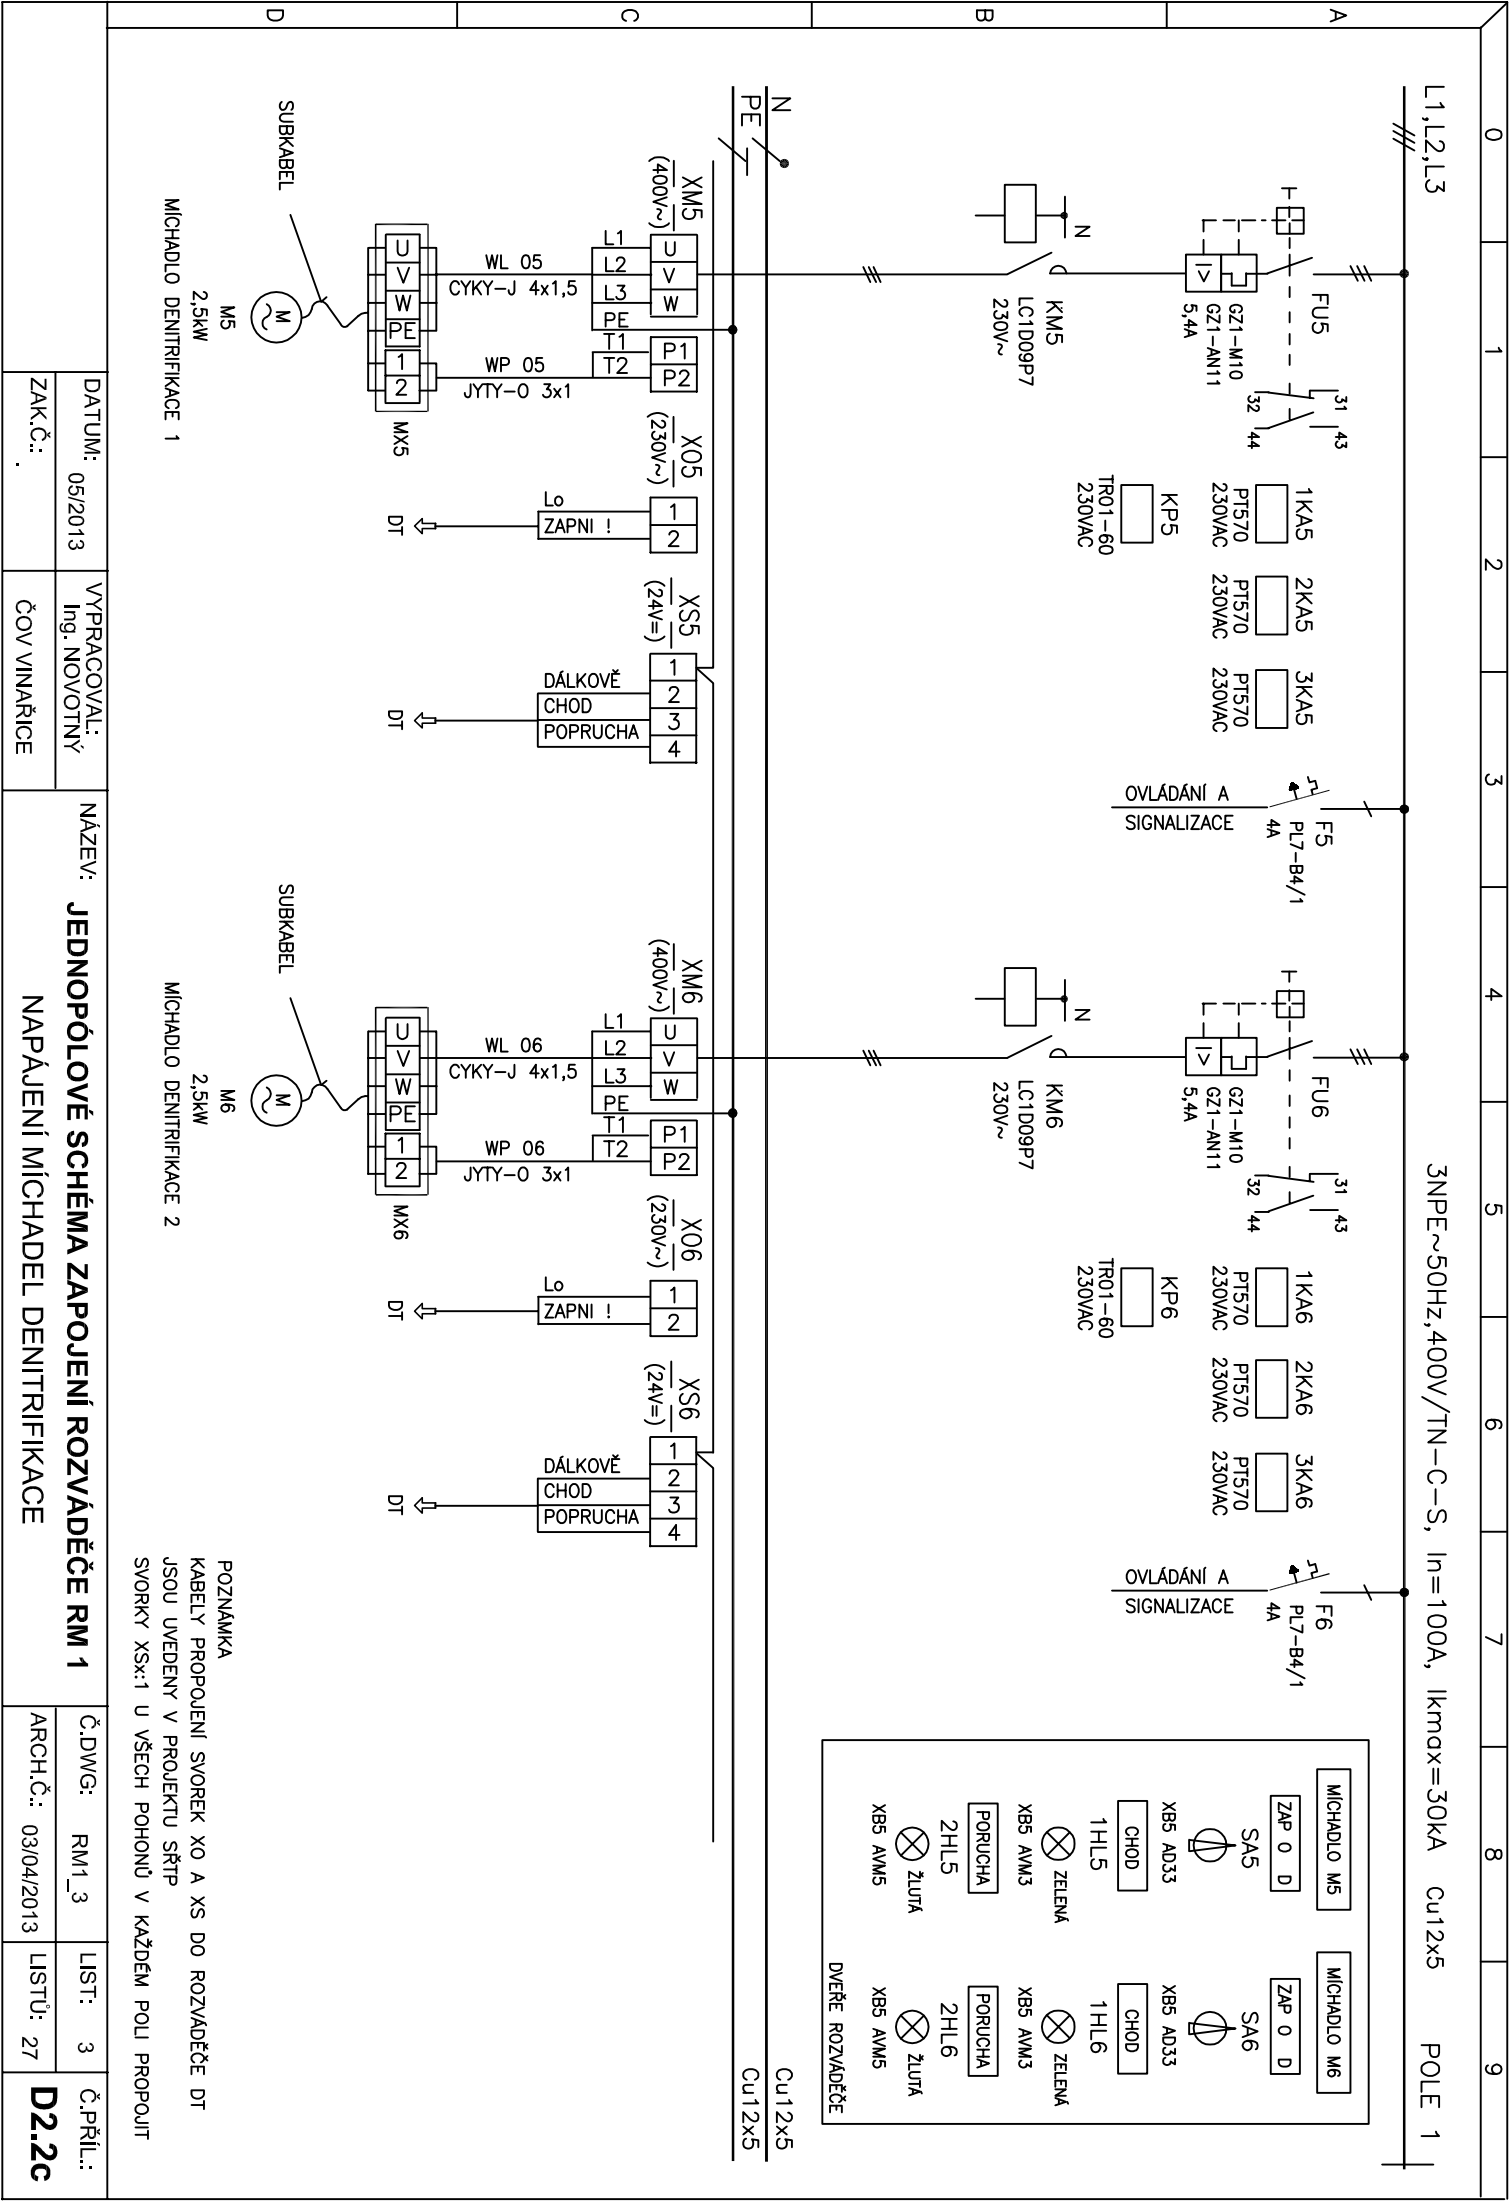 0 1 2 3 4 5 6 7 8 9
A
B
C
D
L1,L2,L3
3NPE~50Hz,400V/TN-C-S, In=100A, Ikmax=30kA Cu12x5 POLE 1
FU5
GZ1-M10
GZ1-AN11
5,4A
31 43
32 44
1KA5
PT570
230VAC
2KA5
PT570
230VAC
3KA5
PT570
230VAC
KP5
TR01-60
230VAC
F5
PL7-B4/1
4A
OVLÁDÁNÍ A
SIGNALIZACE
I>
N
KM5
LC1D09P7
230V~
FU6
GZ1-M10
GZ1-AN11
5,4A
31 43
32 44
1KA6
PT570
230VAC
2KA6
PT570
230VAC
3KA6
PT570
230VAC
KP6
TR01-60
230VAC
F6
PL7-B4/1
4A
OVLÁDÁNÍ A
SIGNALIZACE
I>
N
KM6
LC1D09P7
230V~
MÍCHADLO M5
ZAP O D
SA5
XB5 AD33
CHOD
1HL5
ZELENÁ
XB5 AVM3
PORUCHA
2HL5
ŽLUTÁ
XB5 AVM5
MÍCHADLO M6
ZAP O D
SA6
XB5 AD33
CHOD
1HL6
ZELENÁ
XB5 AVM3
PORUCHA
2HL6
ŽLUTÁ
XB5 AVM5
DVEŘE ROZVÁDĚČE
N
PE
Cu12x5
Cu12x5
XM5
(400V~)
U V W
P1 P2
L1
L2
L3
PE
T1
T2
XO5
(230V~)
1 2
Lo
ZAPNI !
DT
XS5
(24V=)
1 2 3 4
DÁLKOVĚ
CHOD
POPRUCHA
DT
WL 05
CYKY-J 4x1,5
WP 05
JYTY-O 3x1
U V W PE 1 2
MX5
SUBKABEL
M
M5
2,5kW
MÍCHADLO DENITRIFIKACE 1
XM6
(400V~)
U V W
P1 P2
L1
L2
L3
PE
T1
T2
XO6
(230V~)
1 2
Lo
ZAPNI !
DT
XS6
(24V=)
1 2 3 4
DÁLKOVĚ
CHOD
POPRUCHA
DT
WL 06
CYKY-J 4x1,5
WP 06
JYTY-O 3x1
U V W PE 1 2
MX6
SUBKABEL
M
M6
2,5kW
MÍCHADLO DENITRIFIKACE 2
POZNÁMKA
KABELY PROPOJENÍ SVOREK XO A XS DO ROZVÁDĚČE DT
JSOU UVEDENY V PROJEKTU SŘTP
SVORKY XSx:1 U VŠECH POHONŮ V KAŽDÉM POLI PROPOJIT
DATUM: 05/2013
ZAK.Č.: .
VYPRACOVAL:
Ing. NOVOTNÝ
ČOV VINAŘICE
NÁZEV: JEDNOPÓLOVÉ SCHÉMA ZAPOJENÍ ROZVÁDĚČE RM 1
NAPÁJENÍ MÍCHADEL DENITRIFIKACE
Č.DWG: RM1_3
ARCH.Č.: 03/04/2013
LIST: 3
LISTŮ: 27
Č.PŘÍL.:
D2.2c